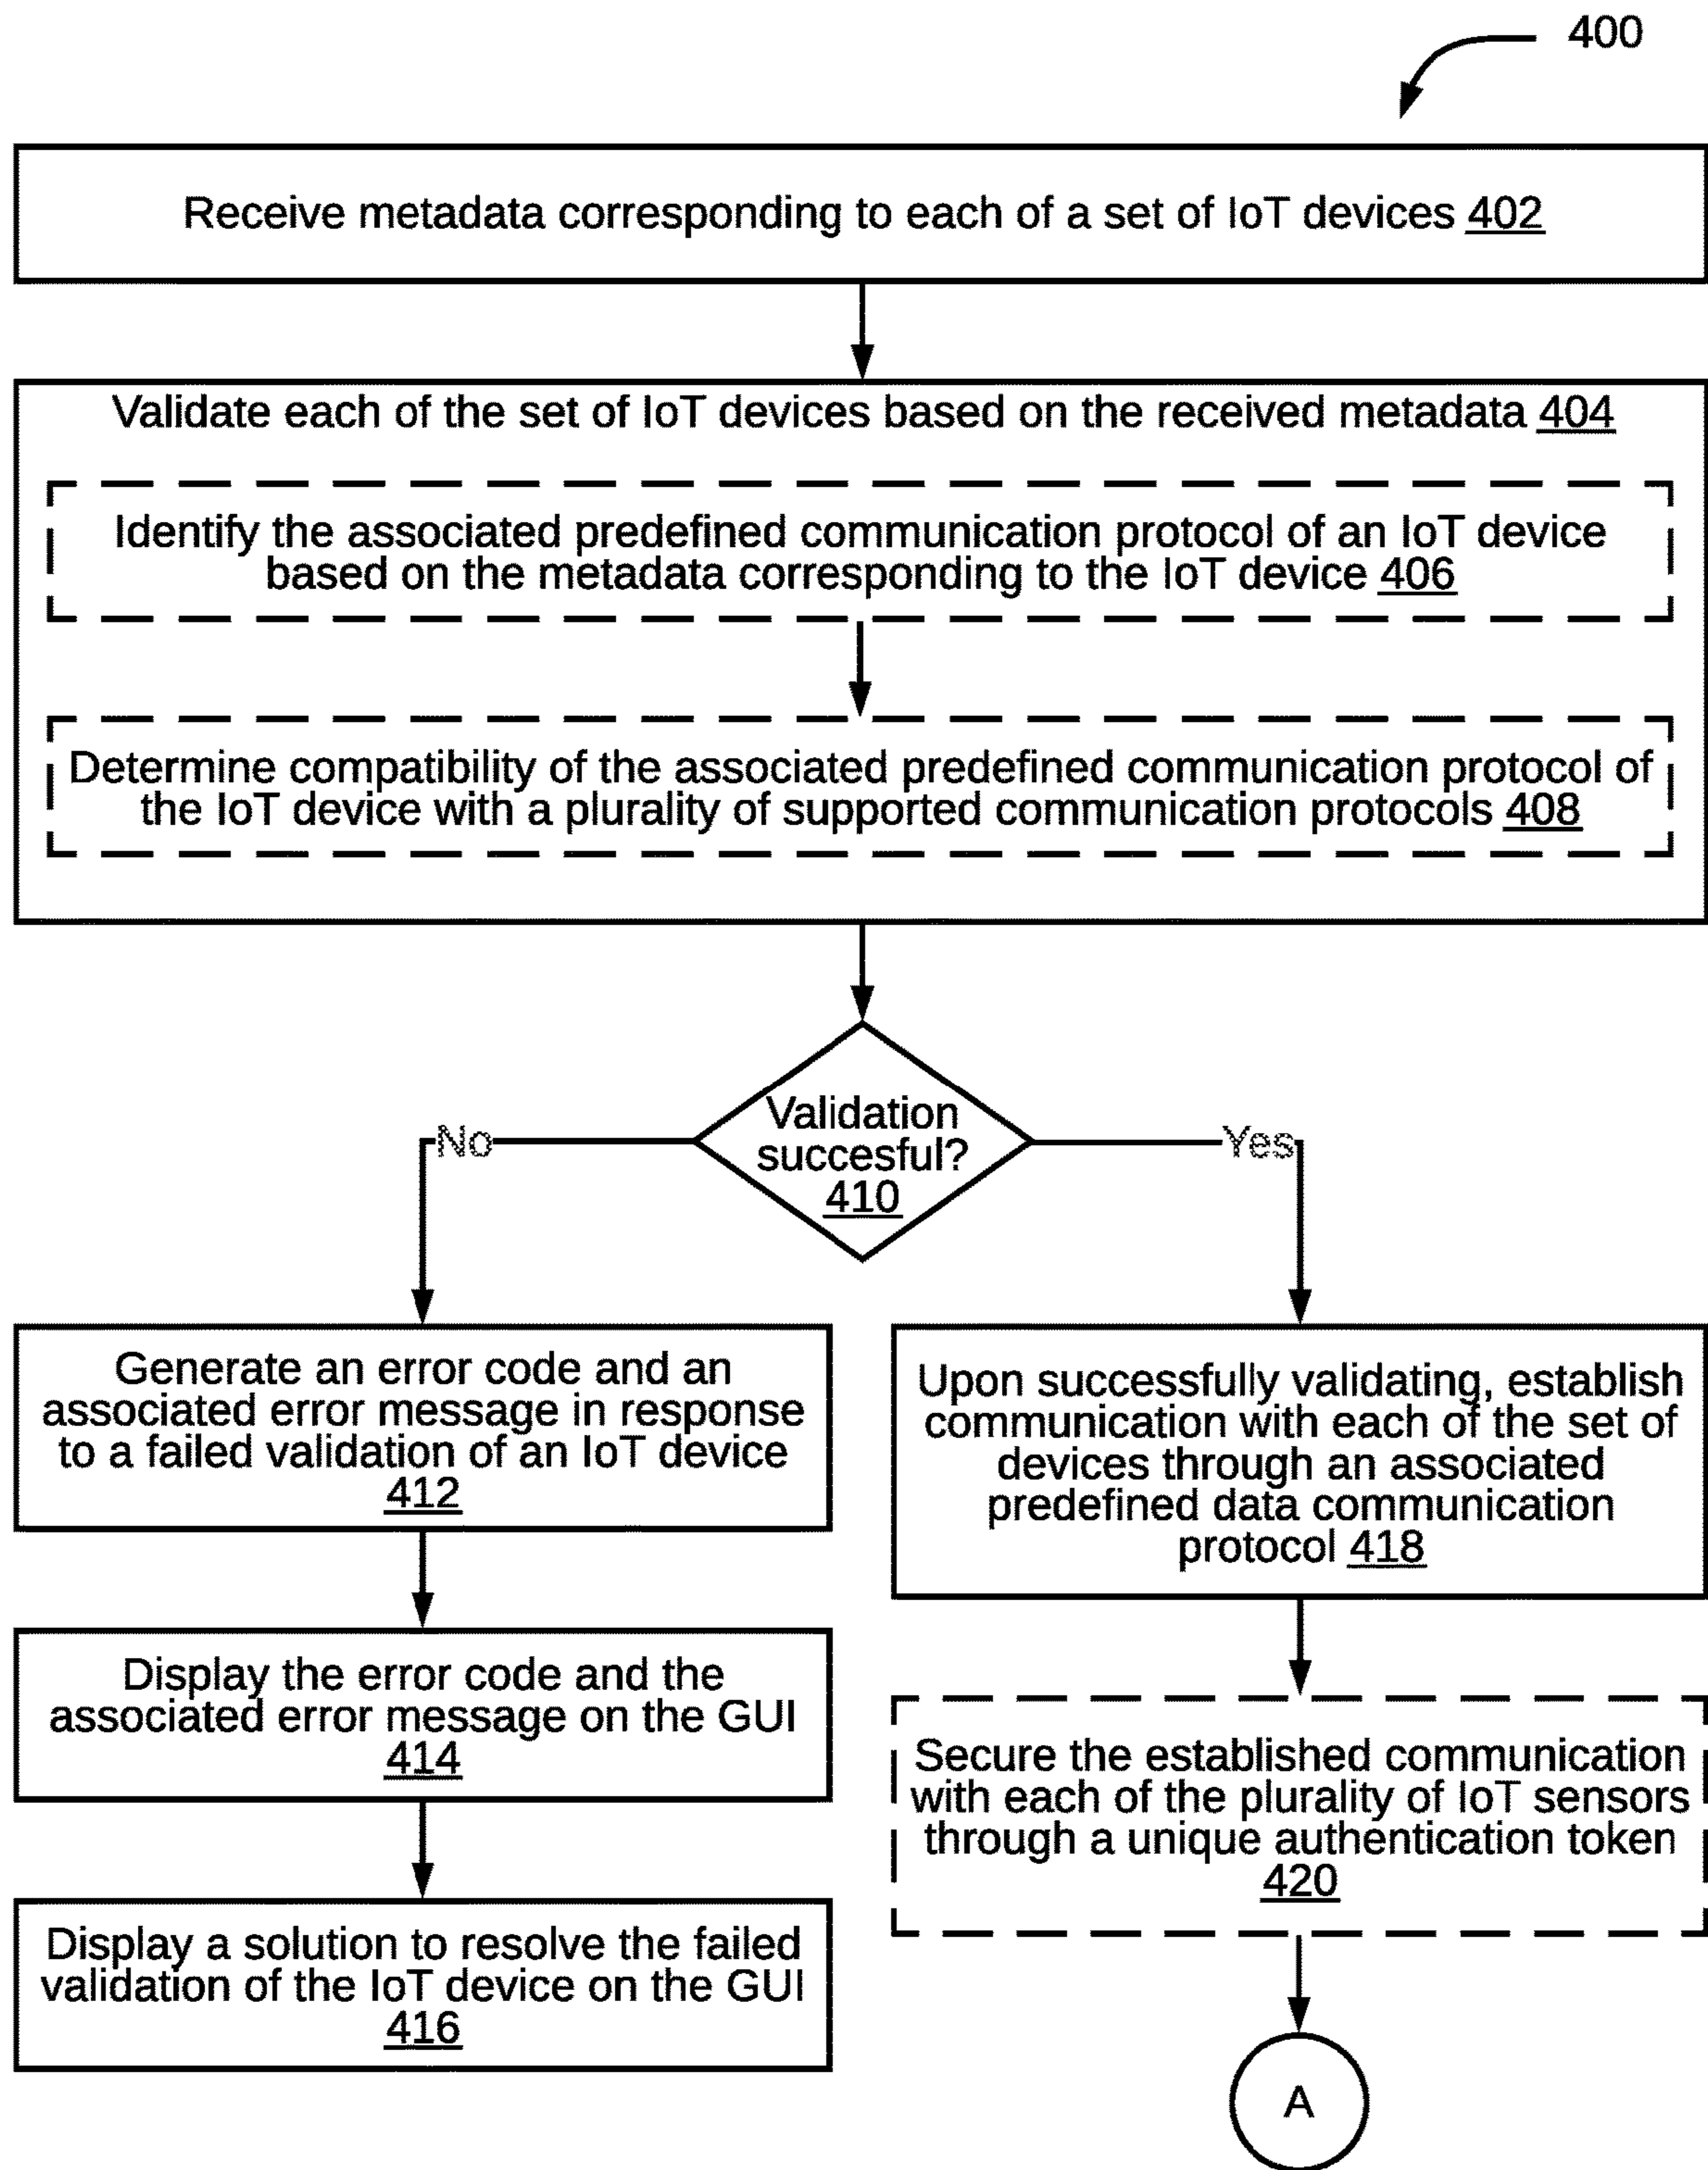 400
Receive metadata corresponding to each of a set of IoT devices 402
Validate each of the set of IoT devices based on the received metadata 404
Identify the associated predefined communication protocol of an IoT device
based on the metadata corresponding to the IoT device 406
Determine compatibility of the associated predefined communication protocol of
the IoT device with a plurality of supported communication protocols 408
Validation
succesful?
410
No
Yes
Generate an error code and an
associated error message in response
to a failed validation of an IoT device
412
Display the error code and the
associated error message on the GUI
414
Display a solution to resolve the failed
validation of the IoT device on the GUI
416
Upon successfully validating, establish
communication with each of the set of
devices through an associated
predefined data communication
protocol 418
Secure the established communication
with each of the plurality of IoT sensors
through a unique authentication token
420
A